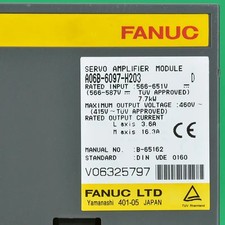 FANUC
SERVO AMPLIFIER MODULE
A06B-6097-H203 D
RATED INPUT :566-651V
(566-587V TUV APPROVED)
7.7kW
MAXIMUM OUTPUT VOLTAGE :460V~
(415V~ TUV APPROVED)
RATED OUTPUT CURRENT
L axis 3.6A
M axis 16.3A
MANUAL NO. :B-65162
STANDARD :DIN VDE 0160
V06325797
FANUC LTD
Yamanashi 401-05 JAPAN